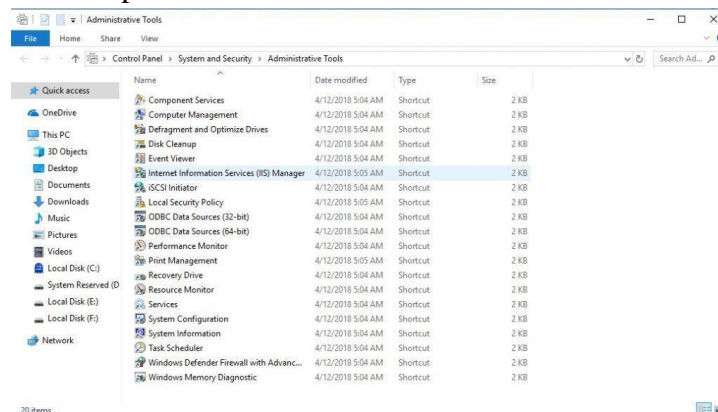 Administrative Tools
File Home Share View
Control Panel > System and Security > Administrative Tools
Search Ad...
Name Date modified Type Size
Quick access
OneDrive
This PC
3D Objects
Desktop
Documents
Downloads
Music
Pictures
Videos
Local Disk (C:)
System Reserved (D
Local Disk (E:)
Local Disk (F:)
Network
Component Services 4/12/2018 5:04 AM Shortcut 2 KB
Computer Management 4/12/2018 5:04 AM Shortcut 2 KB
Defragment and Optimize Drives 4/12/2018 5:04 AM Shortcut 2 KB
Disk Cleanup 4/12/2018 5:04 AM Shortcut 2 KB
Event Viewer 4/12/2018 5:04 AM Shortcut 2 KB
Internet Information Services (IIS) Manager 4/12/2018 5:05 AM Shortcut 2 KB
iSCSI Initiator 4/12/2018 5:04 AM Shortcut 2 KB
Local Security Policy 4/12/2018 5:05 AM Shortcut 2 KB
ODBC Data Sources (32-bit) 4/12/2018 5:04 AM Shortcut 2 KB
ODBC Data Sources (64-bit) 4/12/2018 5:04 AM Shortcut 2 KB
Performance Monitor 4/12/2018 5:04 AM Shortcut 2 KB
Print Management 4/12/2018 5:05 AM Shortcut 2 KB
Recovery Drive 4/12/2018 5:04 AM Shortcut 2 KB
Resource Monitor 4/12/2018 5:04 AM Shortcut 2 KB
Services 4/12/2018 5:04 AM Shortcut 2 KB
System Configuration 4/12/2018 5:04 AM Shortcut 2 KB
System Information 4/12/2018 5:04 AM Shortcut 2 KB
Task Scheduler 4/12/2018 5:04 AM Shortcut 2 KB
Windows Defender Firewall with Advanc... 4/12/2018 5:04 AM Shortcut 2 KB
Windows Memory Diagnostic 4/12/2018 5:04 AM Shortcut 2 KB
20 items